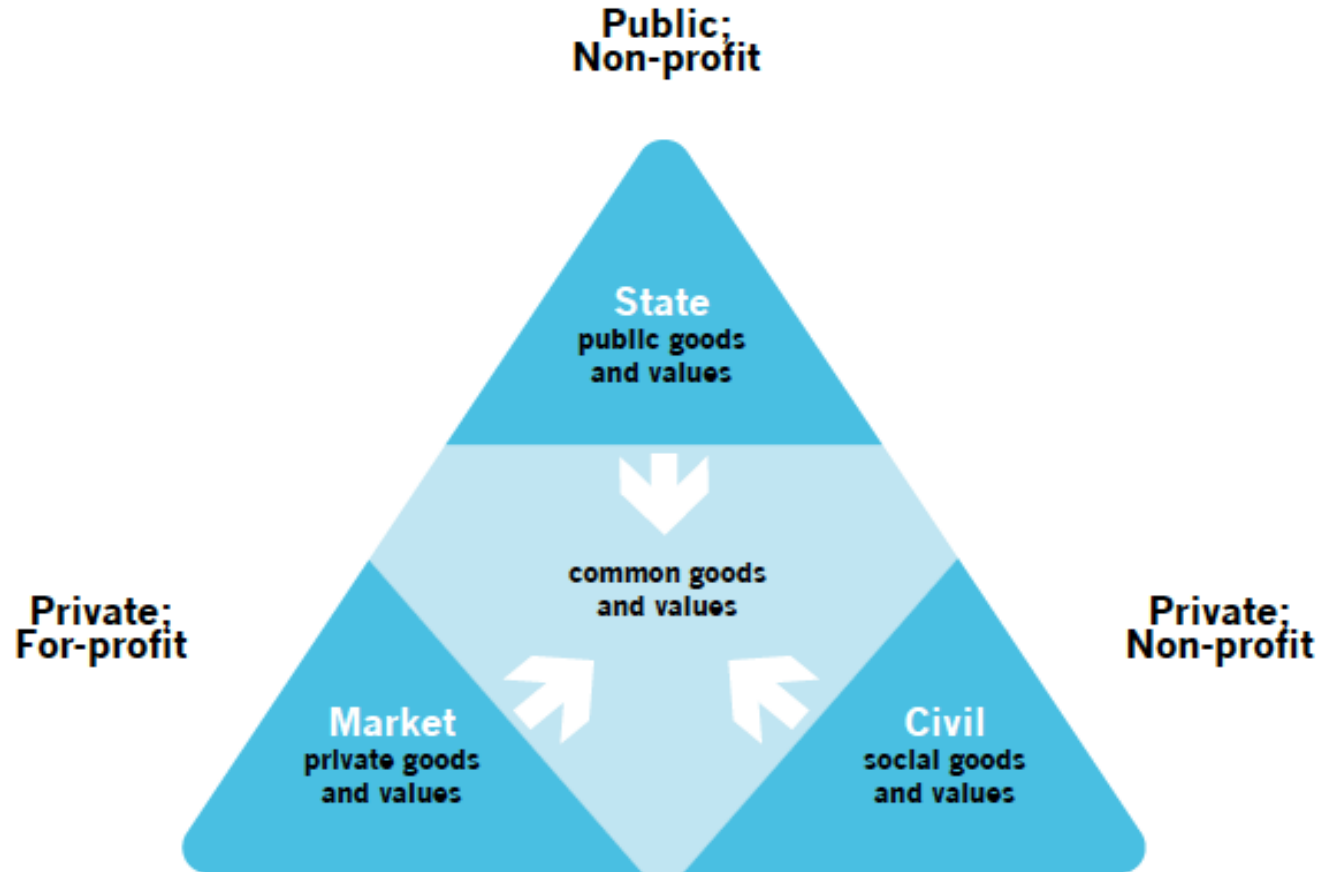 Public;
Non-profit
State
public goods
and values
common goods
and values
Private;
For-profit
Private;
Non-profit
Market
private goods
and values
Civil
social goods
and values